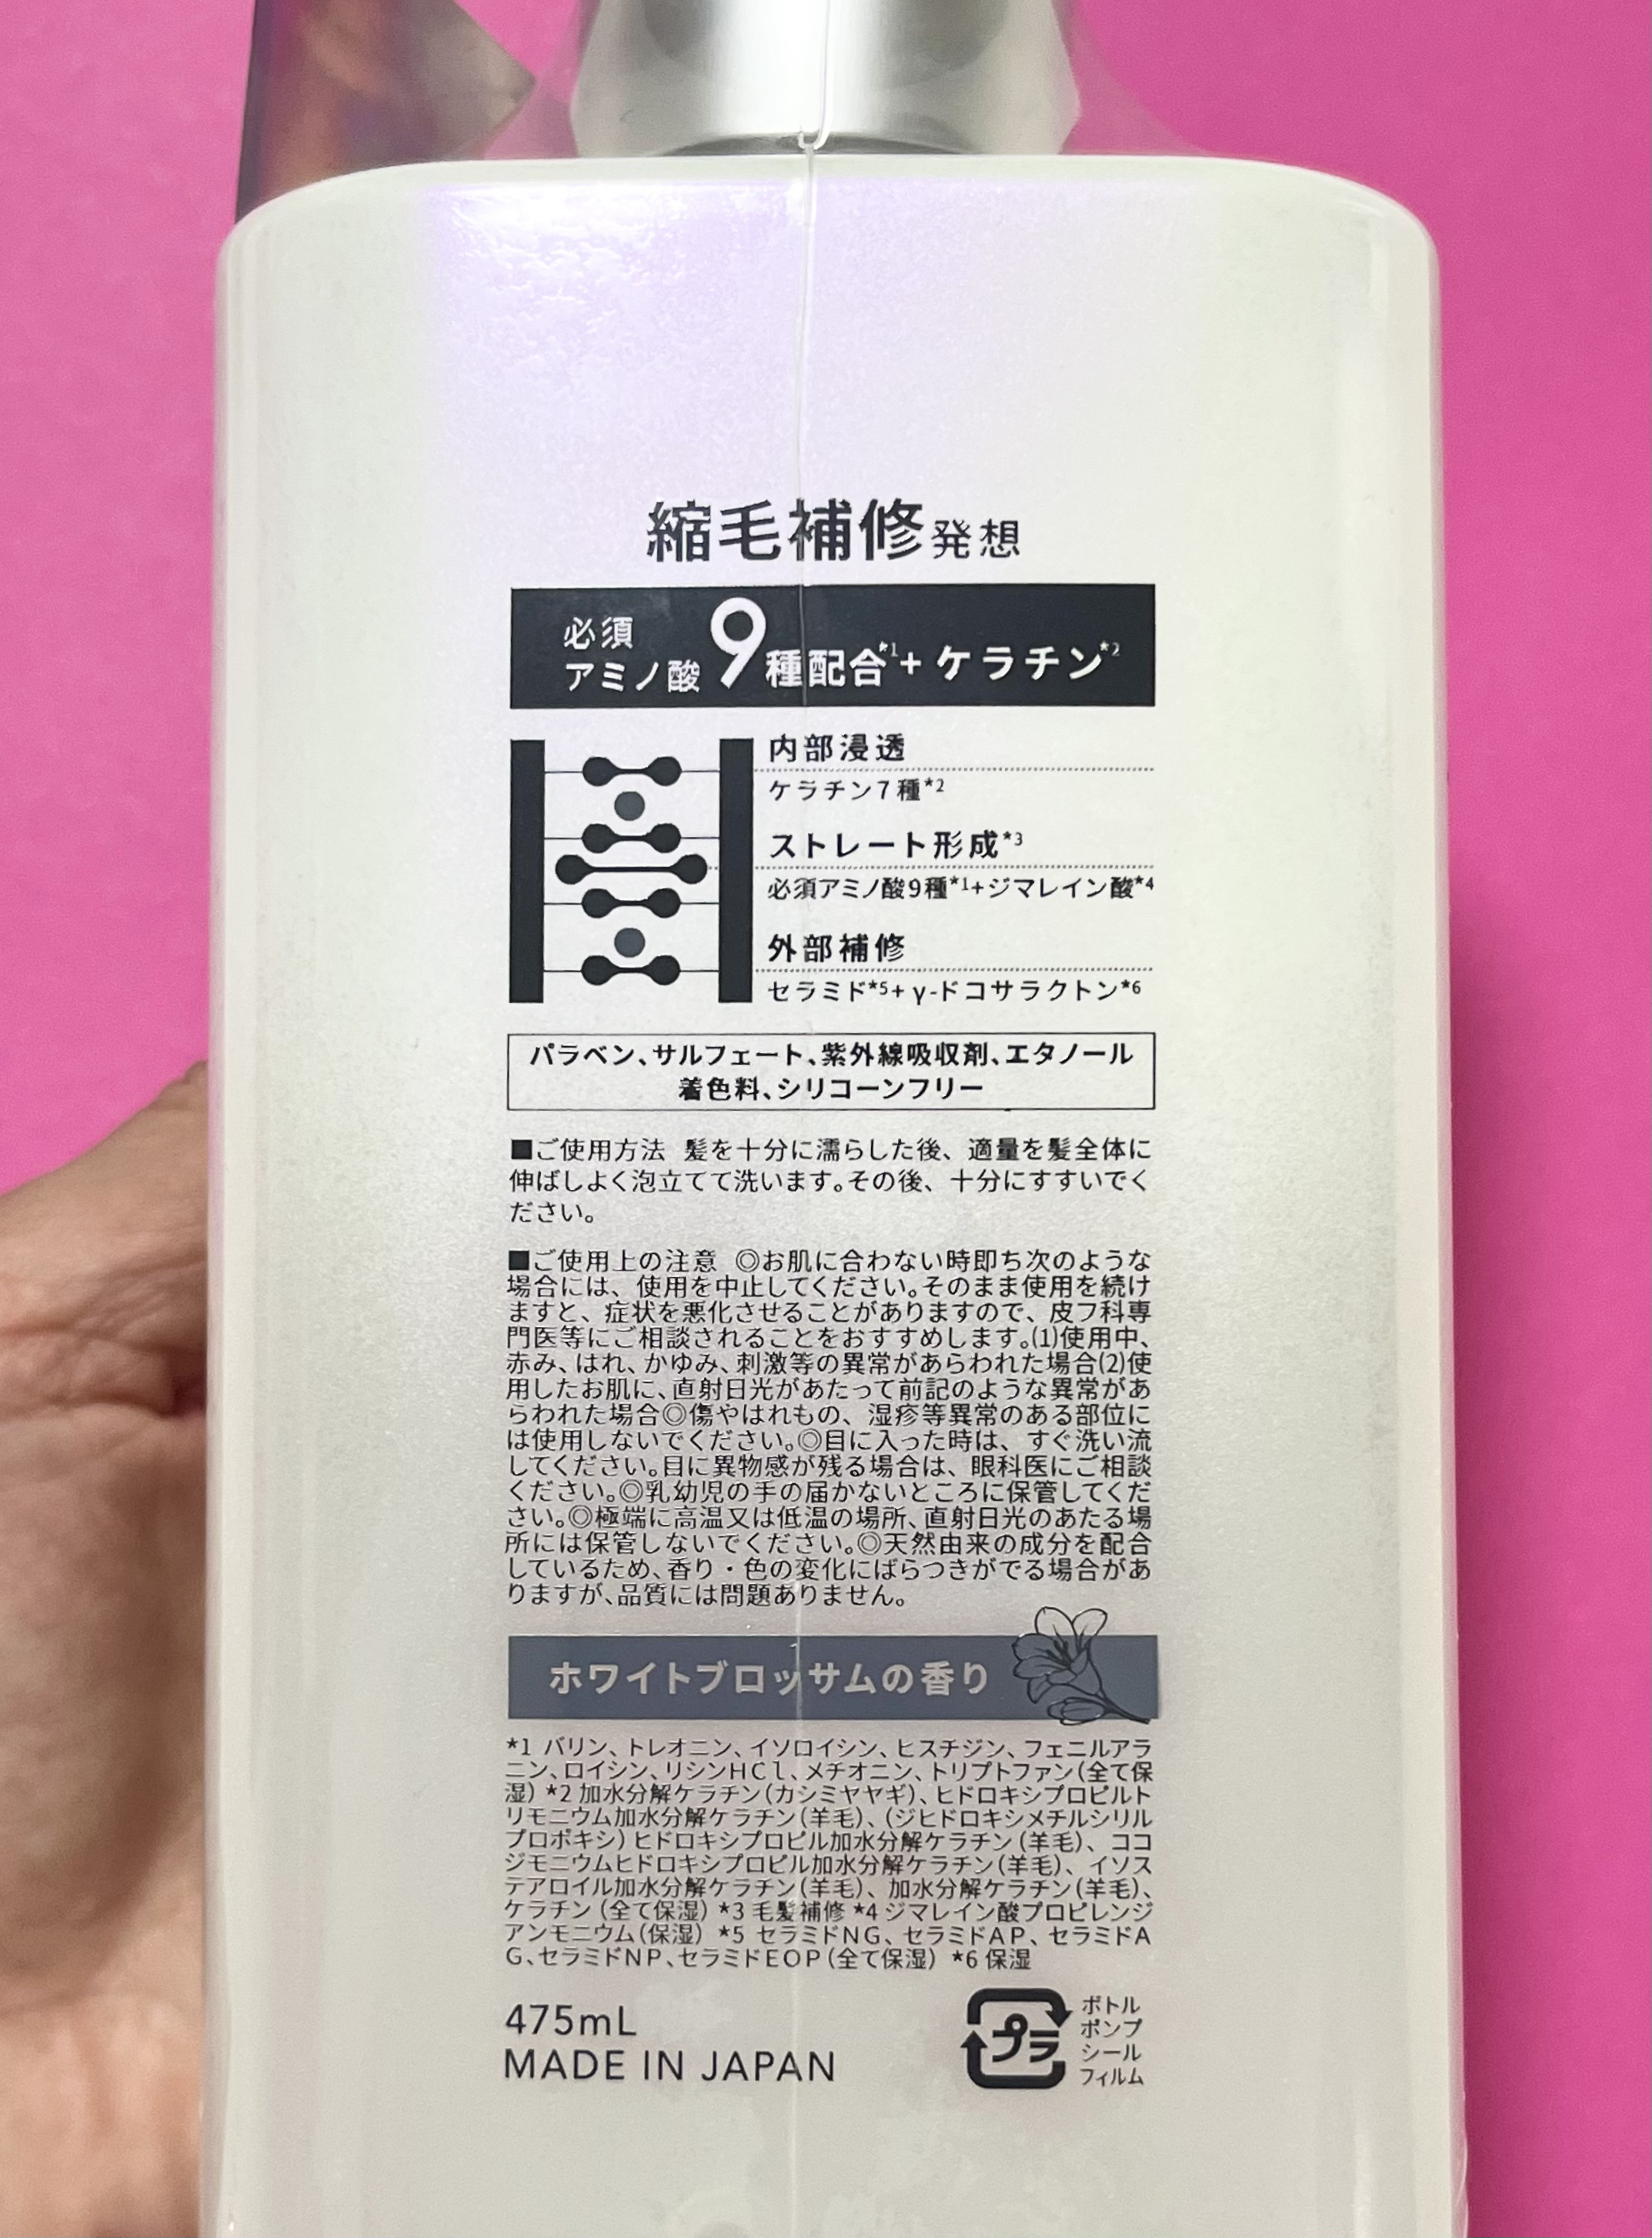 縮毛補修発想
必須
アミノ酸9種配合*1+ケラチン*2
内部浸透
ケラチン7種*2
ストレート形成*3
必須アミノ酸9種*1+ジマレイン酸*4
外部補修
セラミド*5+γ-ドコサラクトン*6
パラベン、サルフェート、紫外線吸収剤、エタノール
着色料、シリコーンフリー
■ご使用方法 髪を十分に濡らした後、適量を髪全体に
伸ばしよく泡立てて洗います。その後、十分にすすいでく
ださい。
■ご使用上の注意 ◎お肌に合わない時即ち次のような
場合には、使用を中止してください。そのまま使用を続け
ますと、症状を悪化させることがありますので、皮フ科専
門医等にご相談されることをおすすめします。(1)使用中、
赤み、はれ、かゆみ、刺激等の異常があらわれた場合(2)使
用したお肌に、直射日光があたって前記のような異常があ
らわれた場合◎傷やはれもの、湿疹等異常のある部位に
は使用しないでください。◎目に入った時は、すぐ洗い流
してください。目に異物感が残る場合は、眼科医にご相談
ください。◎乳幼児の手の届かないところに保管してくだ
さい。◎極端に高温又は低温の場所、直射日光のあたる場
所には保管しないでください。◎天然由来の成分を配合
しているため、香り・色の変化にばらつきがでる場合があ
りますが、品質には問題ありません。
ホワイトブロッサムの香り
*1 バリン、トレオニン、イソロイシン、ヒスチジン、フェニルアラ
ニン、ロイシン、リシンHCl、メチオニン、トリプトファン(全て保
湿) *2 加水分解ケラチン(カシミヤヤギ)、ヒドロキシプロピルト
リモニウム加水分解ケラチン(羊毛)、(ジヒドロキシメチルシリル
プロポキシ)ヒドロキシプロピル加水分解ケラチン(羊毛)、ココ
ジモニウムヒドロキシプロピル加水分解ケラチン(羊毛)、イソス
テアロイル加水分解ケラチン(羊毛)、加水分解ケラチン(羊毛)、
ケラチン(全て保湿) *3 毛髪補修 *4 ジマレイン酸プロピレンジ
アンモニウム(保湿) *5 セラミドNG、セラミドAP、セラミドA
G、セラミドNP、セラミドEOP(全て保湿) *6 保湿
475mL
MADE IN JAPAN
プラ
ボトル
ポンプ
シール
フィルム